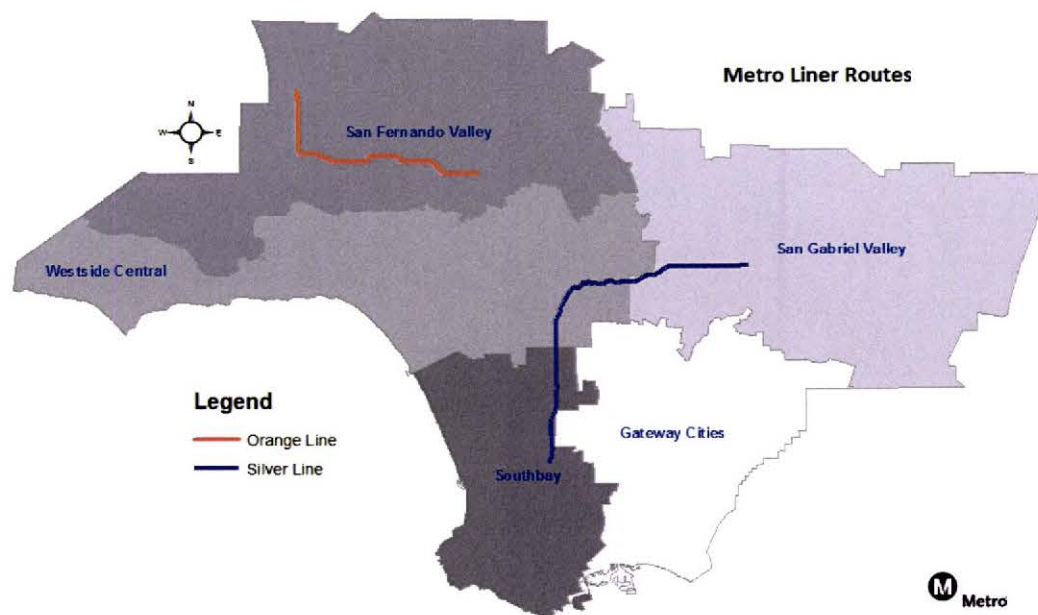 Metro Liner Routes
N
W E
S
San Fernando Valley
San Gabriel Valley
Westside Central
Legend
Orange Line
Silver Line
Gateway Cities
Southbay
M Metro